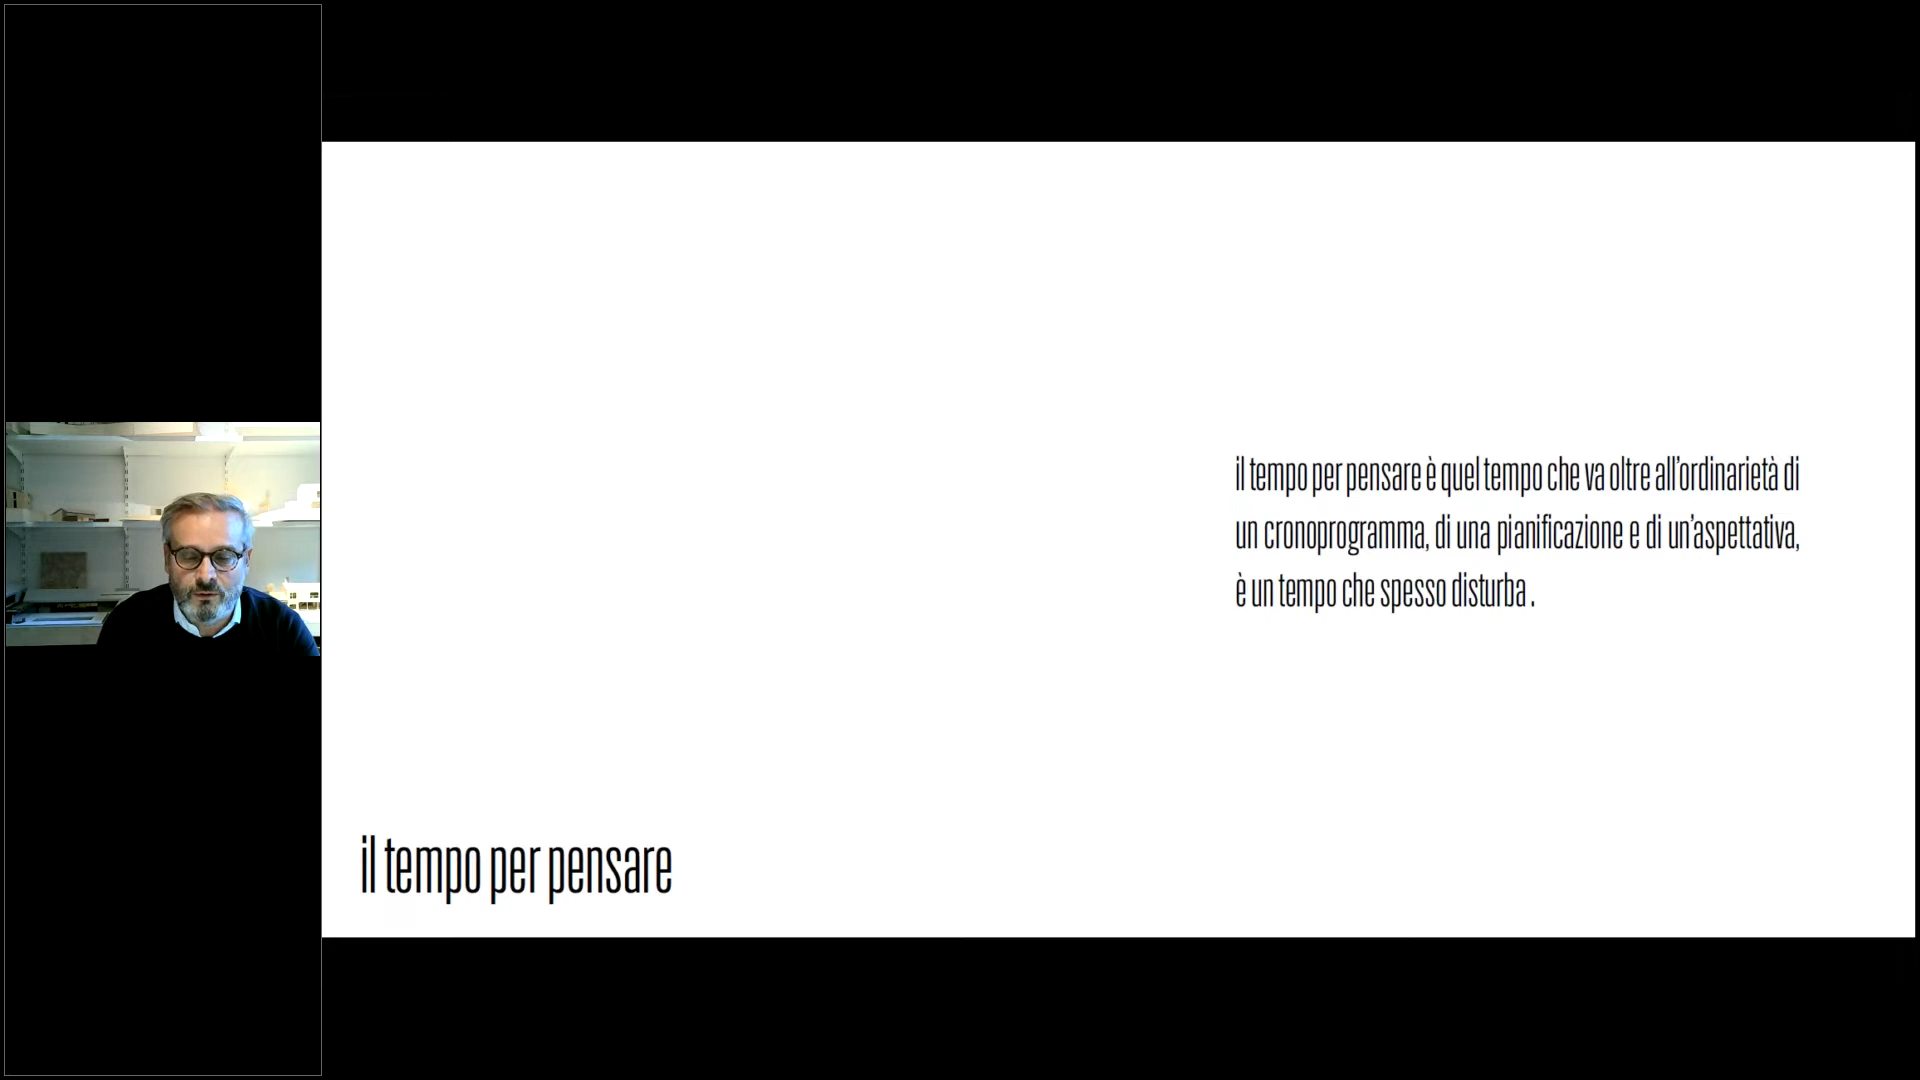 il tempo per pensare è quel tempo che va oltre all’ordinarietà di
un cronoprogramma, di una pianificazione e di un’aspettativa,
è un tempo che spesso disturba .
il tempo per pensare